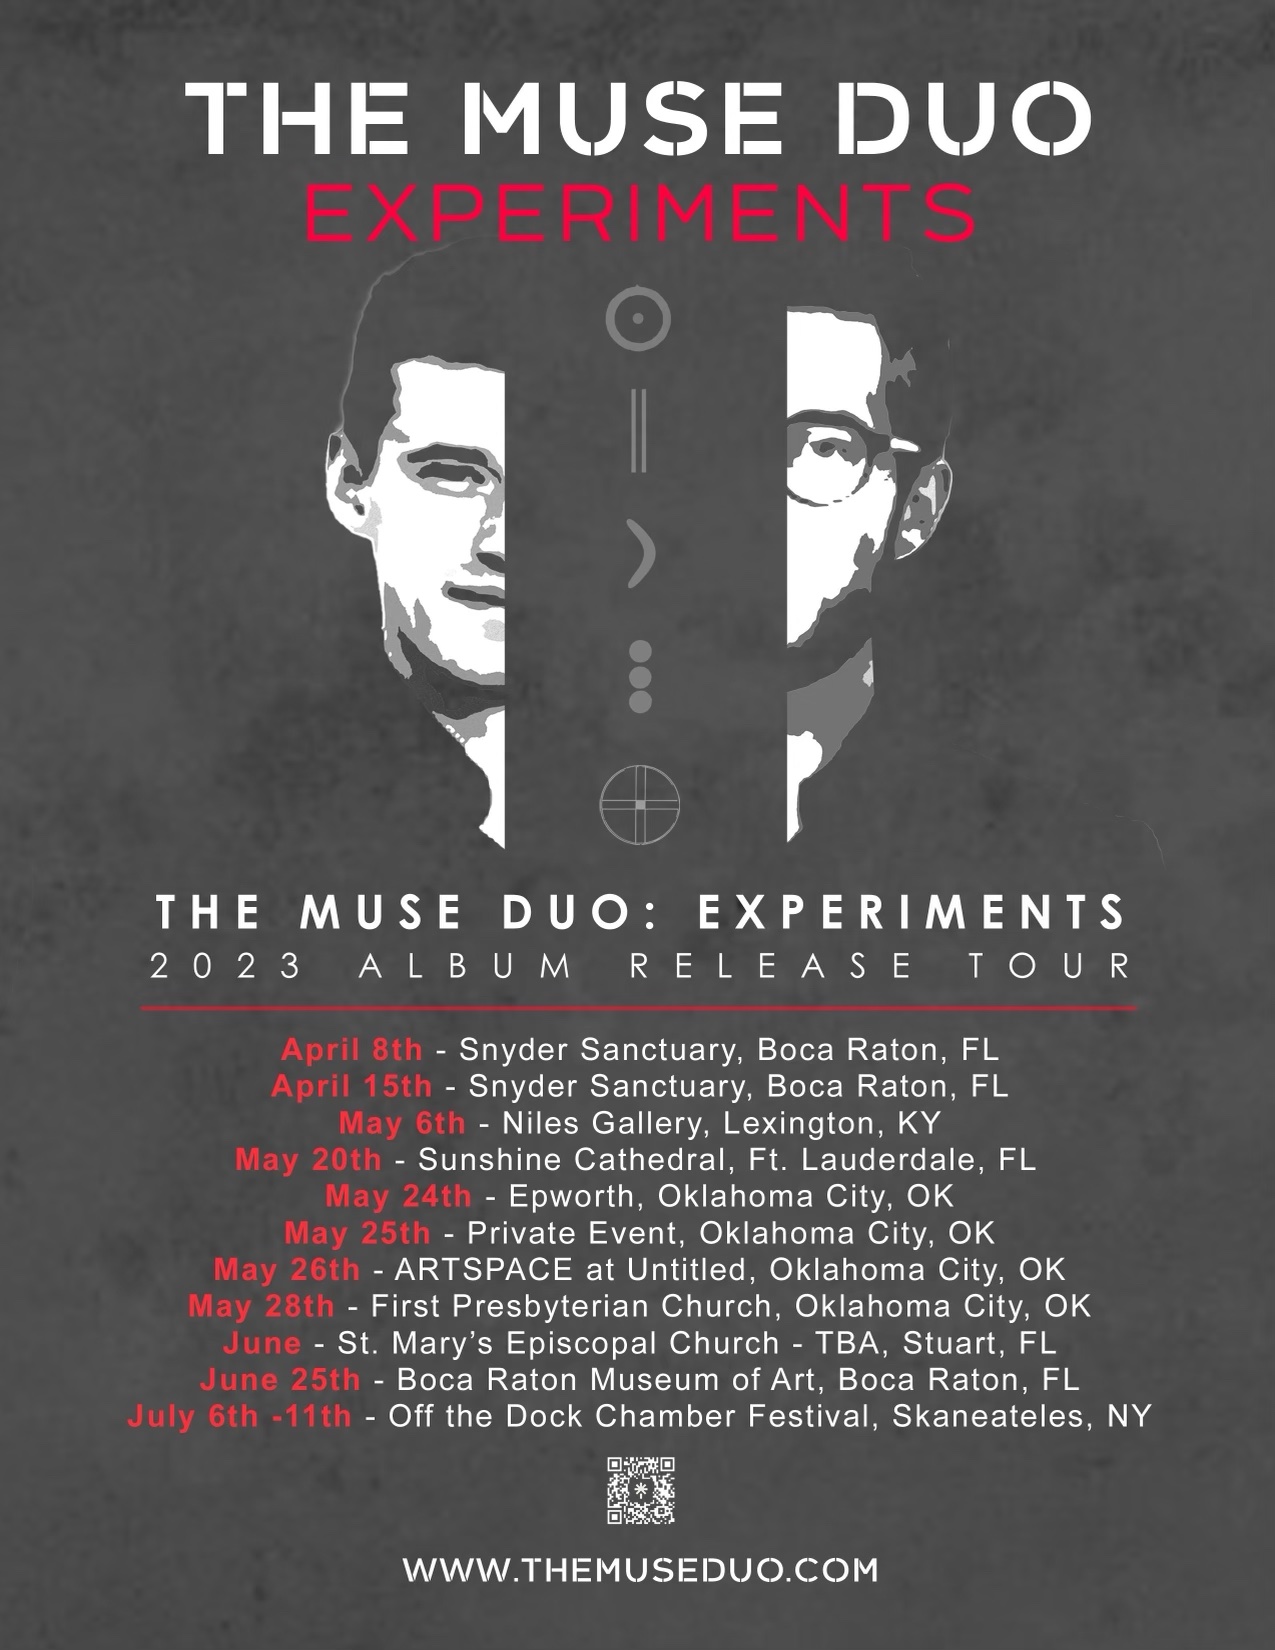 THE MUSE DUO
EXPERIMENTS
THE MUSE DUO: EXPERIMENTS
2023 ALBUM RELEASE TOUR
April 8th - Snyder Sanctuary, Boca Raton, FL
April 15th - Snyder Sanctuary, Boca Raton, FL
May 6th - Niles Gallery, Lexington, KY
May 20th - Sunshine Cathedral, Ft. Lauderdale, FL
May 24th - Epworth, Oklahoma City, OK
May 25th - Private Event, Oklahoma City, OK
May 26th - ARTSPACE at Untitled, Oklahoma City, OK
May 28th - First Presbyterian Church, Oklahoma City, OK
June - St. Mary’s Episcopal Church - TBA, Stuart, FL
June 25th - Boca Raton Museum of Art, Boca Raton, FL
July 6th -11th - Off the Dock Chamber Festival, Skaneateles, NY
WWW.THEMUSEDUO.COM